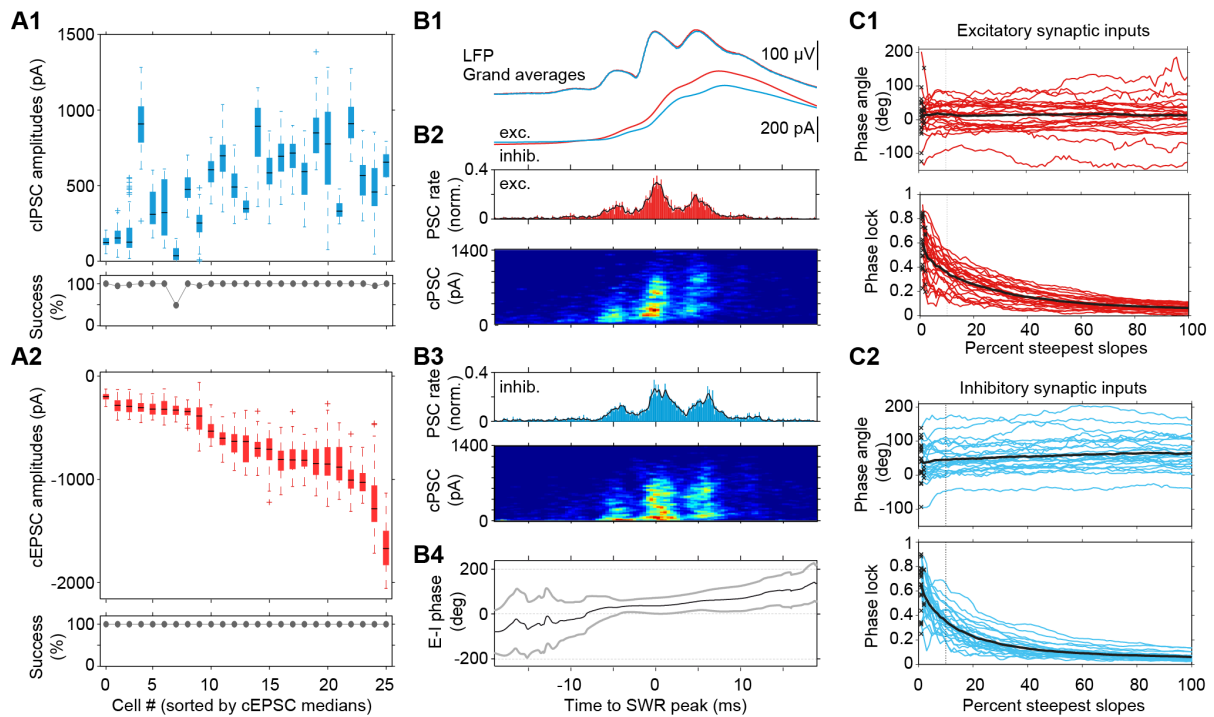 A1
1500
1000
500
0
cIPSC amplitudes (pA)
100
0
Success
(%)
A2
0
-1000
-2000
cEPSC amplitudes (pA)
100
0
Success
(%)
0 5 10 15 20 25
Cell # (sorted by cEPSC medians)
B1
LFP
Grand averages
100 µV
200 pA
exc.
inhib.
B2
exc.
0.4
0
PSC rate
(norm.)
1400
0
cPSC
(pA)
B3
inhib.
0.4
0
PSC rate
(norm.)
1400
0
cPSC
(pA)
B4
200
0
-200
E-I phase
(deg)
-10 0 10
Time to SWR peak (ms)
C1
Excitatory synaptic inputs
200
100
0
-100
Phase angle
(deg)
1
0.8
0.6
0.4
0.2
0
Phase lock
0 20 40 60 80 100
Percent steepest slopes
C2
Inhibitory synaptic inputs
200
100
0
-100
Phase angle
(deg)
1
0.8
0.6
0.4
0.2
0
Phase lock
0 20 40 60 80 100
Percent steepest slopes